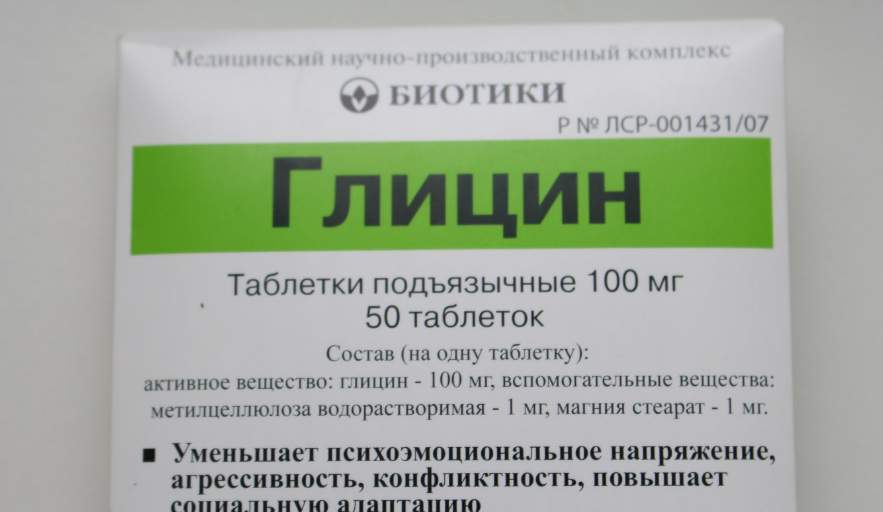 Медицинский научно-производственный комплекс
БИОТИКИ
Р № ЛСР-001431/07
Глицин
Таблетки подъязычные 100 мг
50 таблеток
Состав (на одну таблетку):
активное вещество: глицин - 100 мг, вспомогательные вещества:
метилцеллюлоза водорастворимая - 1 мг, магния стеарат - 1 мг.
▪ Уменьшает психоэмоциональное напряжение,
агрессивность, конфликтность, повышает
социальную адаптацию